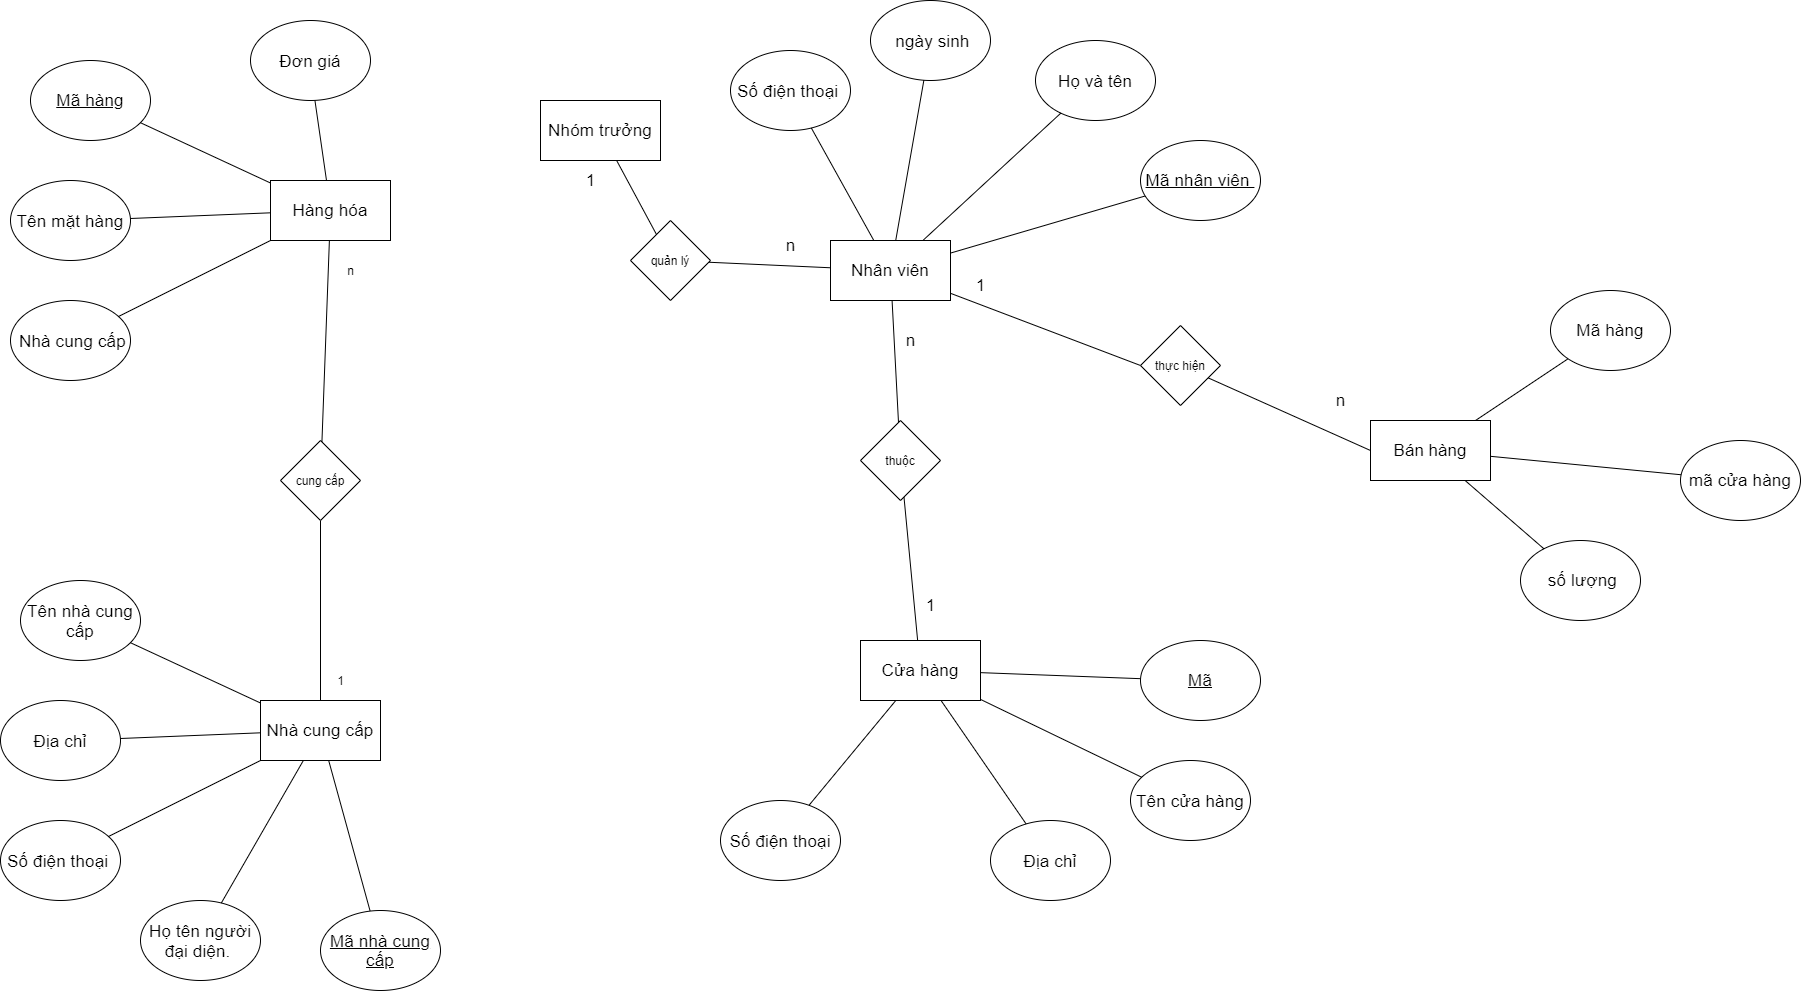 Đơn giá
Mã hàng
Hàng hóa
Tên mặt hàng
Nhà cung cấp
n
cung cấp
1
Tên nhà cung
cấp
Nhà cung cấp
Địa chỉ
Số điện thoại
Họ tên người
đại diện.
Mã nhà cung
cấp
ngày sinh
Số điện thoại
Họ và tên
Nhóm trưởng
1
Mã nhân viên
quản lý
n
Nhân viên
1
n
thực hiện
n
Mã hàng
Bán hàng
mã cửa hàng
số lượng
thuộc
1
Cửa hàng
Mã
Tên cửa hàng
Số điện thoại
Địa chỉ